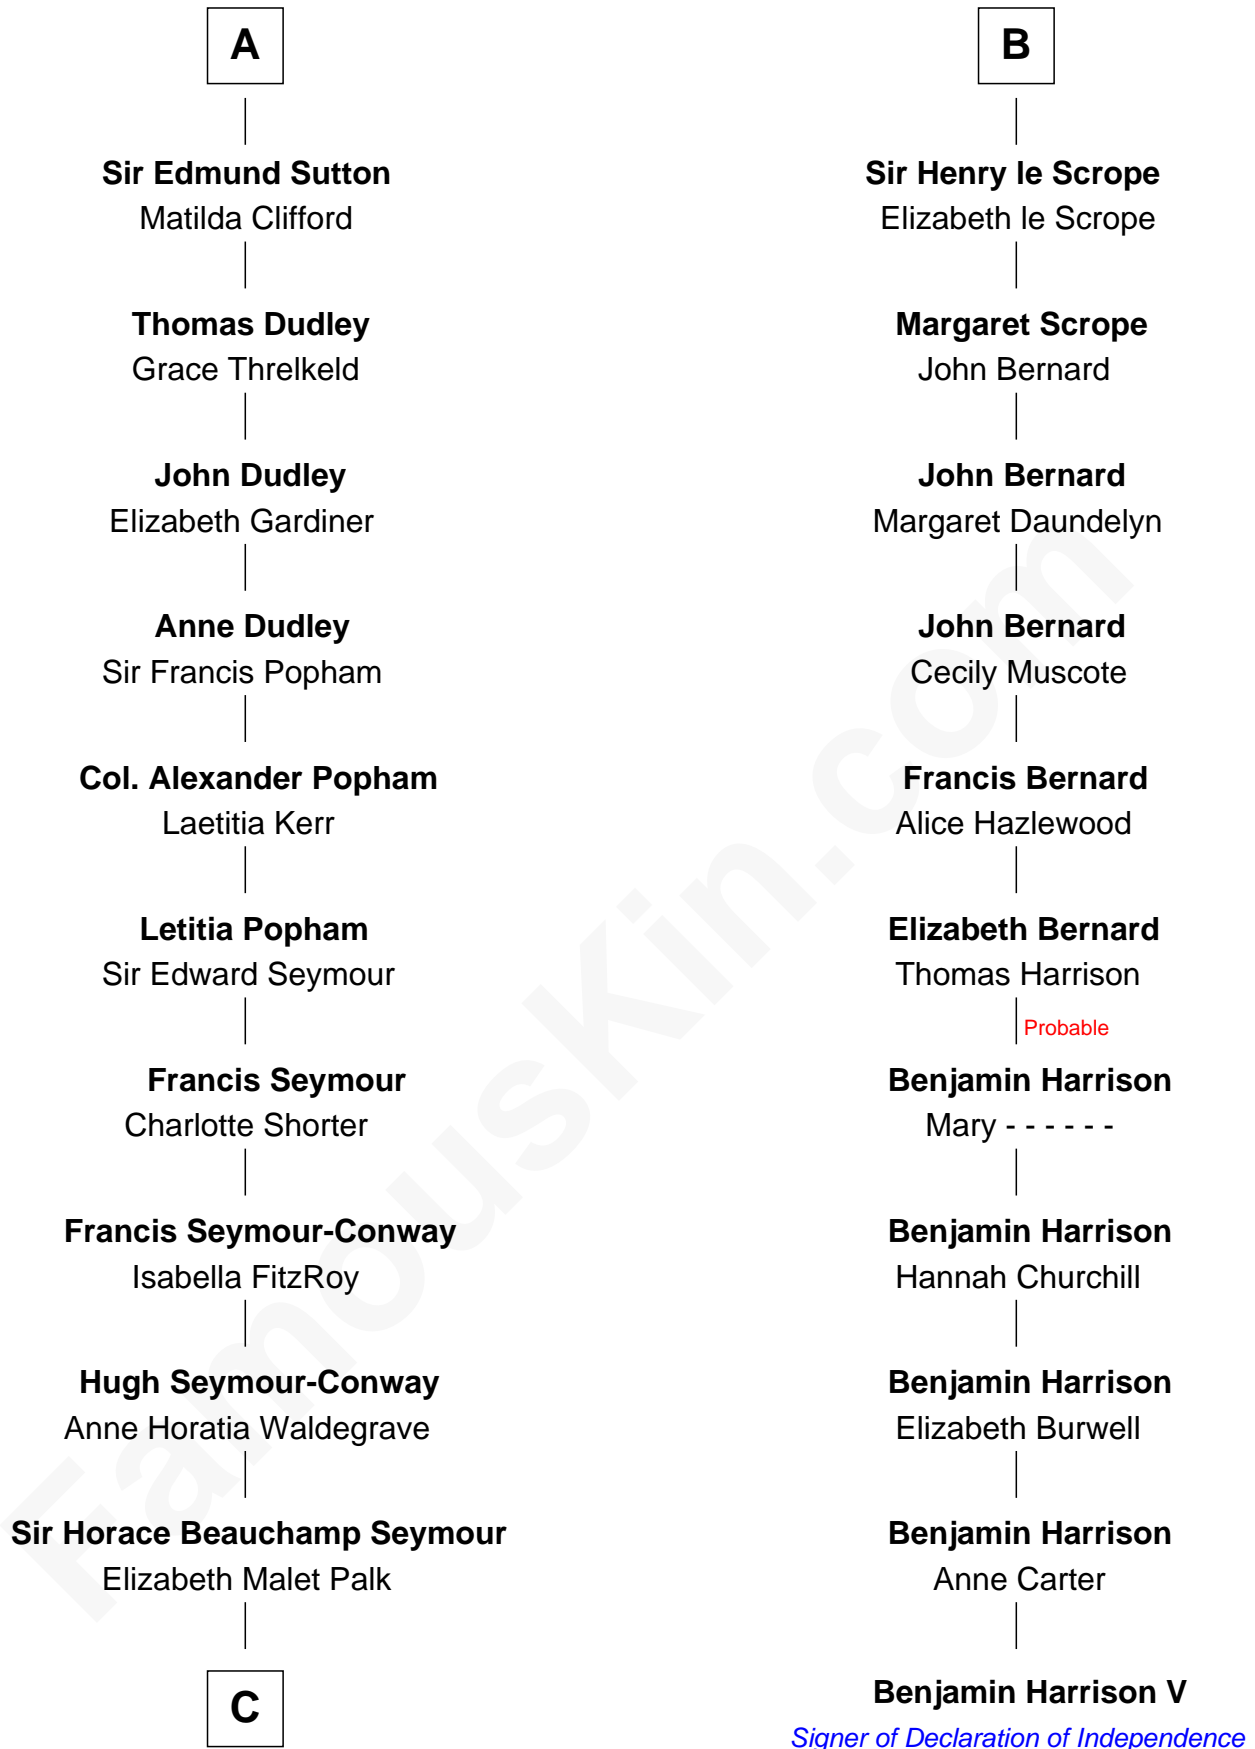 A
Sir Edmund Sutton
Matilda Clifford
Thomas Dudley
Grace Threlkeld
John Dudley
Elizabeth Gardiner
Anne Dudley
Sir Francis Popham
Col. Alexander Popham
Laetitia Kerr
Letitia Popham
Sir Edward Seymour
Francis Seymour
Charlotte Shorter
Francis Seymour-Conway
Isabella FitzRoy
Hugh Seymour-Conway
Anne Horatia Waldegrave
Sir Horace Beauchamp Seymour
Elizabeth Malet Palk
C
B
Sir Henry le Scrope
Elizabeth le Scrope
Margaret Scrope
John Bernard
John Bernard
Margaret Daundelyn
John Bernard
Cecily Muscote
Francis Bernard
Alice Hazlewood
Elizabeth Bernard
Thomas Harrison
Probable
Benjamin Harrison
Mary - - - - - -
Benjamin Harrison
Hannah Churchill
Benjamin Harrison
Elizabeth Burwell
Benjamin Harrison
Anne Carter
Benjamin Harrison V
Signer of Declaration of Independence
FamousKin.com